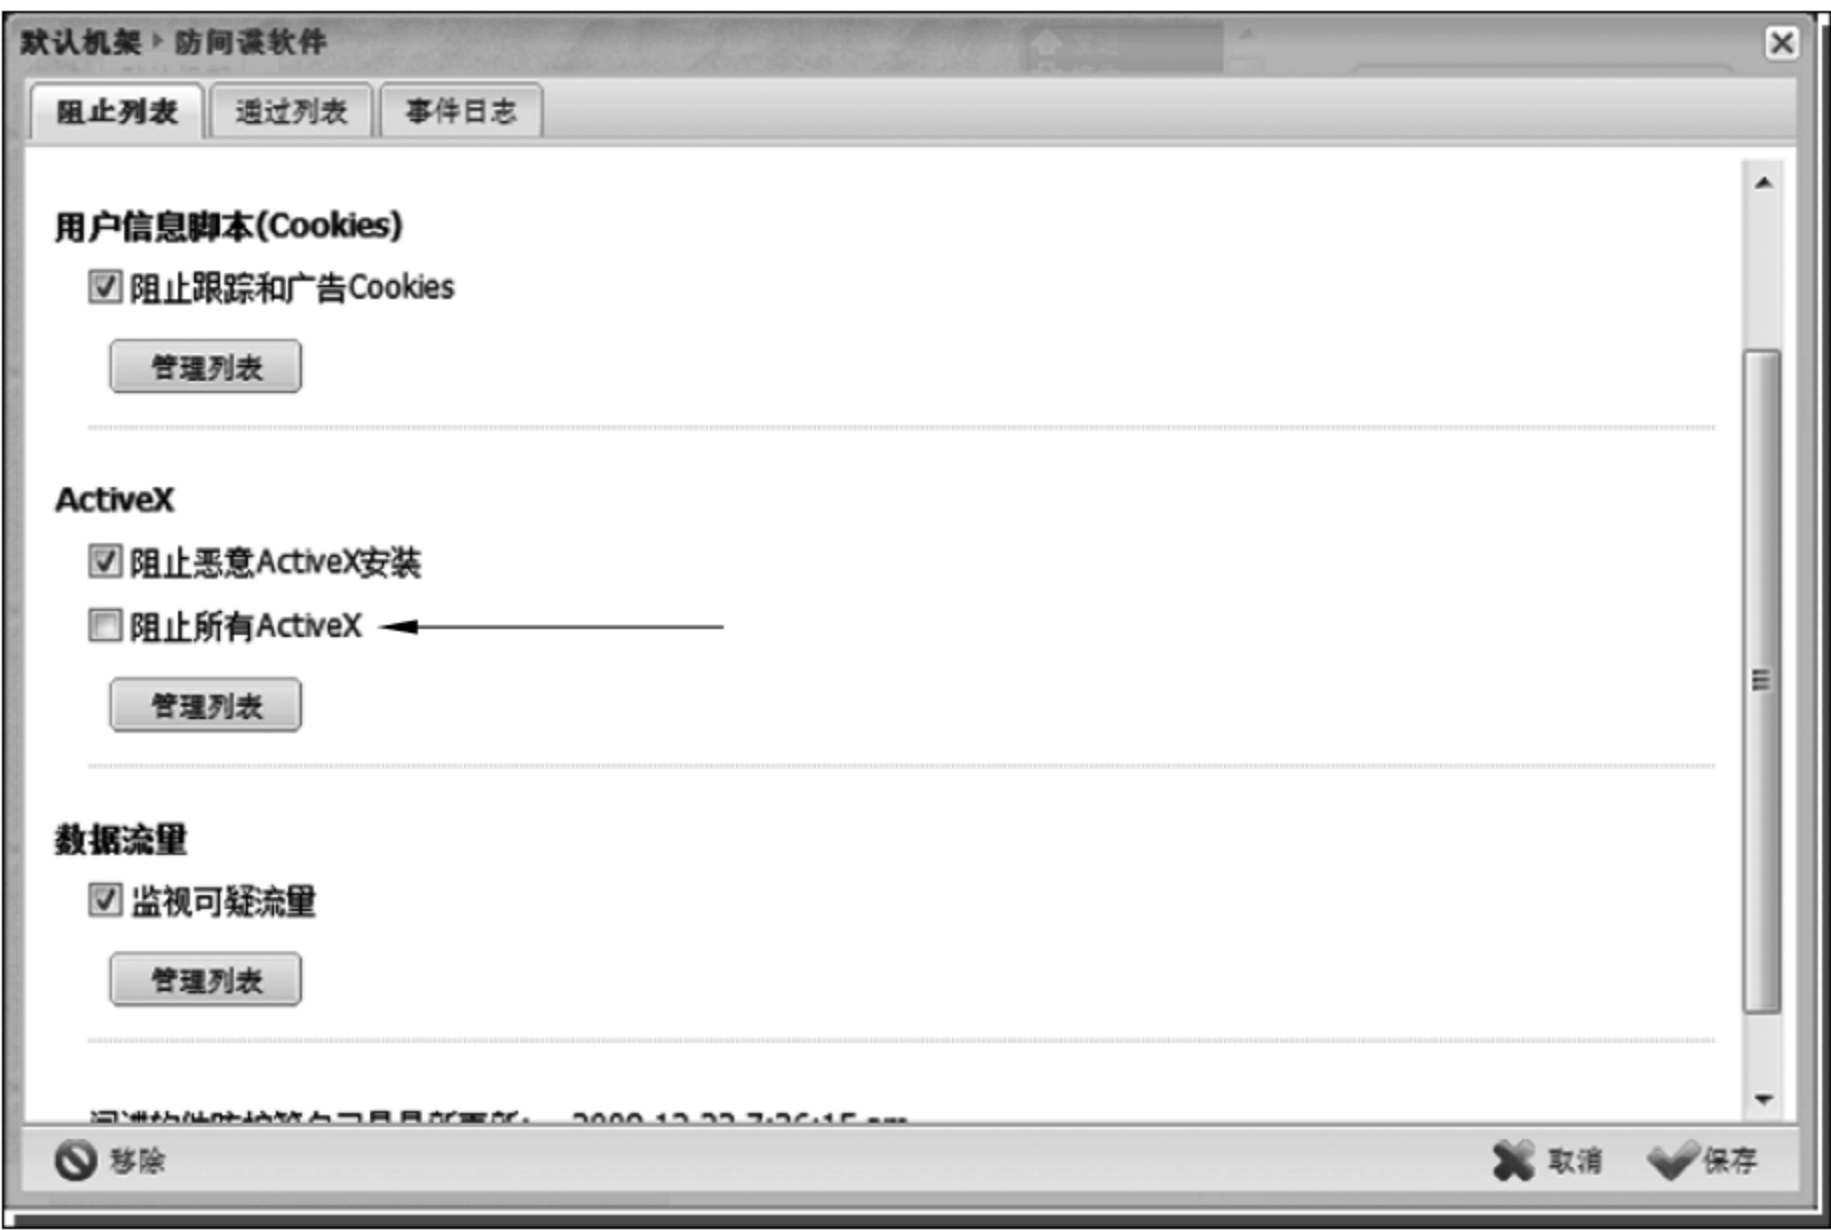 默认机架 防间谍软件
阻止列表 通过列表 事件日志
用户信息脚本(Cookies)
阻止跟踪和广告Cookies
管理列表
ActiveX
阻止恶意ActiveX安装
阻止所有ActiveX
管理列表
数据流量
监视可疑流量
管理列表
移除 取消 保存